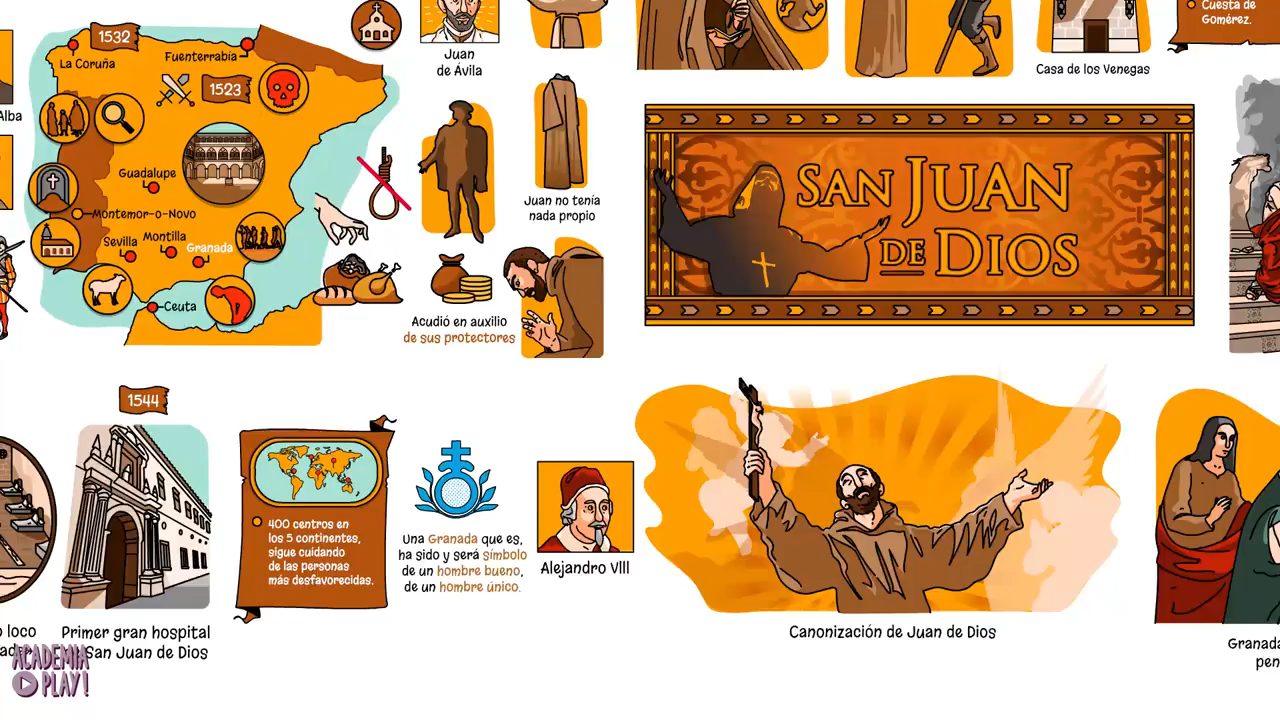 1532
La Coruña
Fuenterrabía
1523
Guadalupe
Montemor-o-Novo
Sevilla
Montilla
Granada
Ceuta
Alba
Juan
de Ávila
Juan no tenía
nada propio
Acudió en auxilio
de sus protectores
Casa de los Venegas
Cuesta de
Gomérez.
SAN JUAN
DE DIOS
1544
loco
Primer gran hospital
San Juan de Dios
400 centros en
los 5 continentes,
sigue cuidando
de las personas
más desfavorecidas.
Una Granada que es,
ha sido y será símbolo
de un hombre bueno,
de un hombre único.
Alejandro VIII
Canonización de Juan de Dios
Granada
pen
ACADEMIA
PLAY!